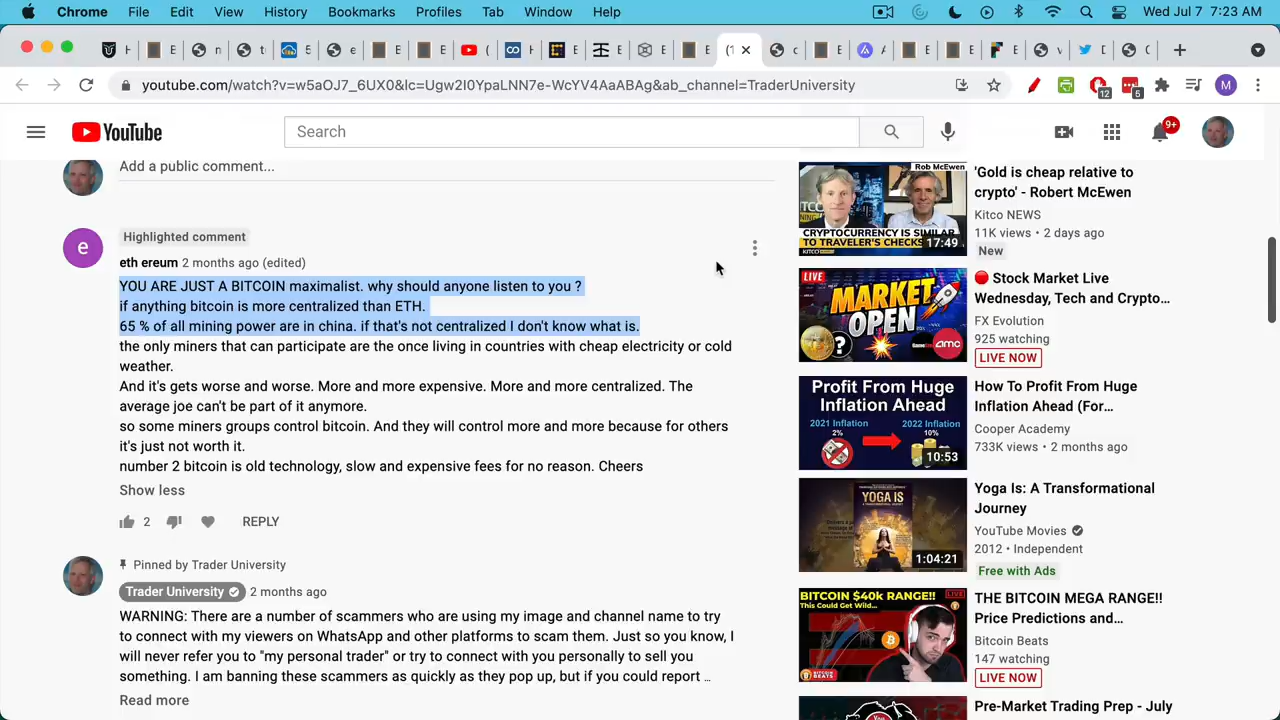 Chrome File Edit View History Bookmarks Profiles Tab Window Help Wed Jul 7 7:23 AM
youtube.com/watch?v=w5aOJ7_6UX0&lc=Ugw2I0YpaLNN7e-WcYV4AaABAg&ab_channel=TraderUniversity
12
5
M
YouTube
Search
9+
Add a public comment...
e
Highlighted comment
ethereum 2 months ago (edited)
COIN maximalist. why should anyone listen to you ?
if anything bitcoin is more centralized than ETH.
65 % of all mining power are in china. if that's not centralized I don't know what is.
the only miners who can participate are the once living in countries with cheap electricity or cold
weather.
And it's gets worse and worse. More and more expensive. More and more centralized. The
average joe can't be part of it anymore.
so some miners groups control bitcoin. And they will control more and more because for others
it's just not worth it.
number 2 bitcoin is old technology, slow and expensive fees for no reason. Cheers
Show less
2 REPLY
Pinned by Trader University
Trader University 2 months ago
WARNING: There are a number of scammers who are using my image and channel name to try
to connect with my viewers on WhatsApp and other platforms to scam them. Just so you know, I
will never refer you to "my personal trader" or try to connect with you personally to sell you
something. I am banning these scammers as quickly as they pop up, but if you could report ...
Read more
Rob McEwen
CRYPTOCURRENCY IS SIMILAR
TO TRAVELER'S CHECKS
17:49
'Gold is cheap relative to
crypto' - Robert McEwen
Kitco NEWS
11K views • 2 days ago
New
LIVE
MARKET
OPEN
amc
Stock Market Live
Wednesday, Tech and Crypto...
FX Evolution
925 watching
LIVE NOW
Profit From Huge
Inflation Ahead
2021 Inflation
2%
2022 Inflation
10%
10:53
How To Profit From Huge
Inflation Ahead (For...
Cooper Academy
733K views • 2 months ago
YOGA IS
1:04:21
Yoga Is: A Transformational
Journey
YouTube Movies
2012 • Independent
Free with Ads
BITCOIN $40k RANGE!!
This Could Get Wild...
LIVE
BITCOIN
BEATS
THE BITCOIN MEGA RANGE!!
Price Predictions and...
Bitcoin Beats
147 watching
LIVE NOW
Pre-Market Trading Prep - July